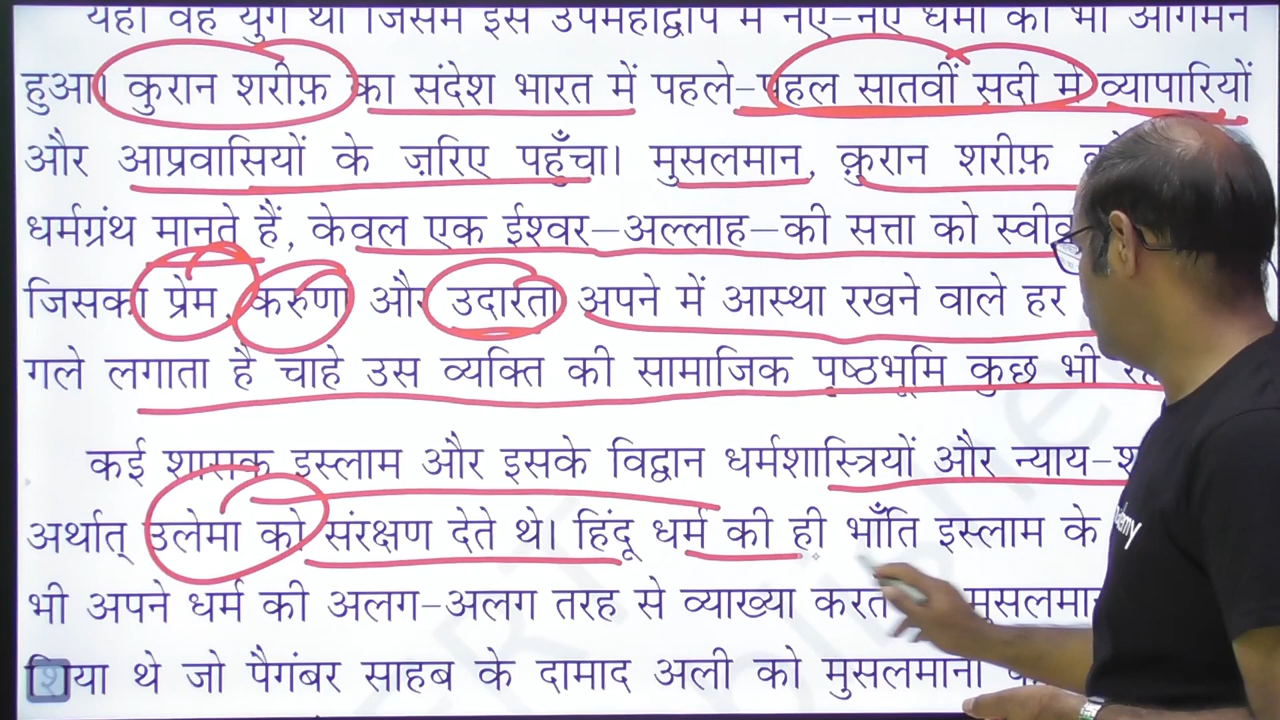 यही वह युग था जिसमें इस उपमहाद्वीप में नए-नए धर्मों का भी आगमन
हुआ। कुरान शरीफ़ का संदेश भारत में पहले-पहल सातवीं सदी में व्यापारियों
और आप्रवासियों के ज़रिए पहुँचा। मुसलमान, क़ुरान शरीफ़
धर्मग्रंथ मानते हैं, केवल एक ईश्वर-अल्लाह-की सत्ता को
जिसका प्रेम, करुणा और उदारता अपने में आस्था रखने वाले हर
गले लगाता है चाहे उस व्यक्ति की सामाजिक पृष्ठभूमि कुछ भी
कई शासक इस्लाम और इसके विद्वान धर्मशास्त्रियों और न्याय-
अर्थात् उलेमा को संरक्षण देते थे। हिंदू धर्म की ही भाँति इस्लाम के
भी अपने धर्म की अलग-अलग तरह से व्याख्या करते
शिया थे जो पैगंबर साहब के दामाद अली को मुसलमानों